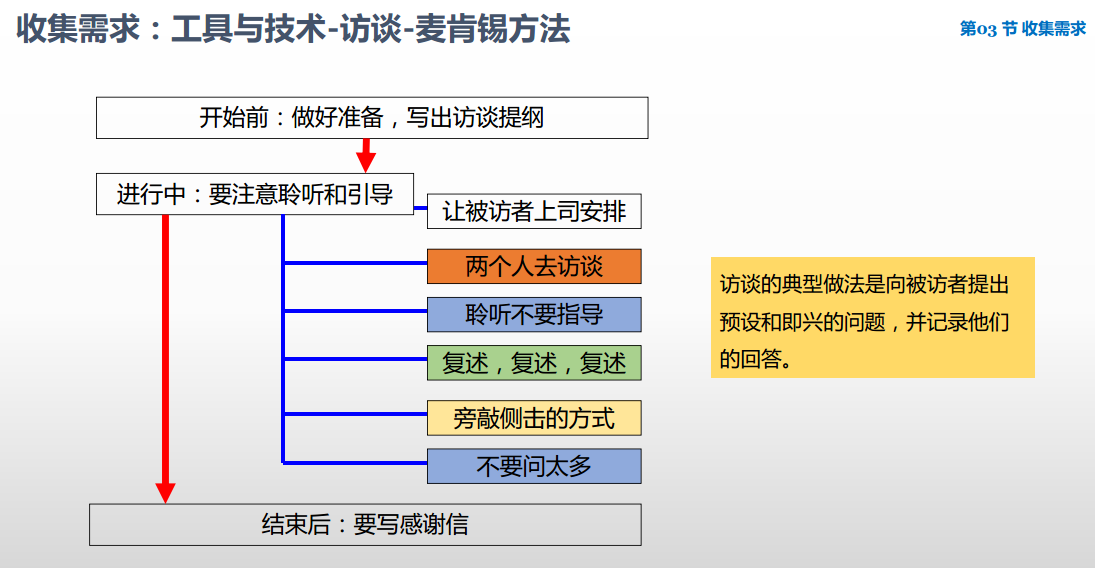 收集需求：工具与技术-访谈-麦肯锡方法
第03 节 收集需求
开始前：做好准备，写出访谈提纲
进行中：要注意聆听和引导
让被访者上司安排
两个人去访谈
聆听不要指导
复述，复述，复述
旁敲侧击的方式
不要问太多
访谈的典型做法是向被访者提出
预设和即兴的问题，并记录他们
的回答。
结束后：要写感谢信